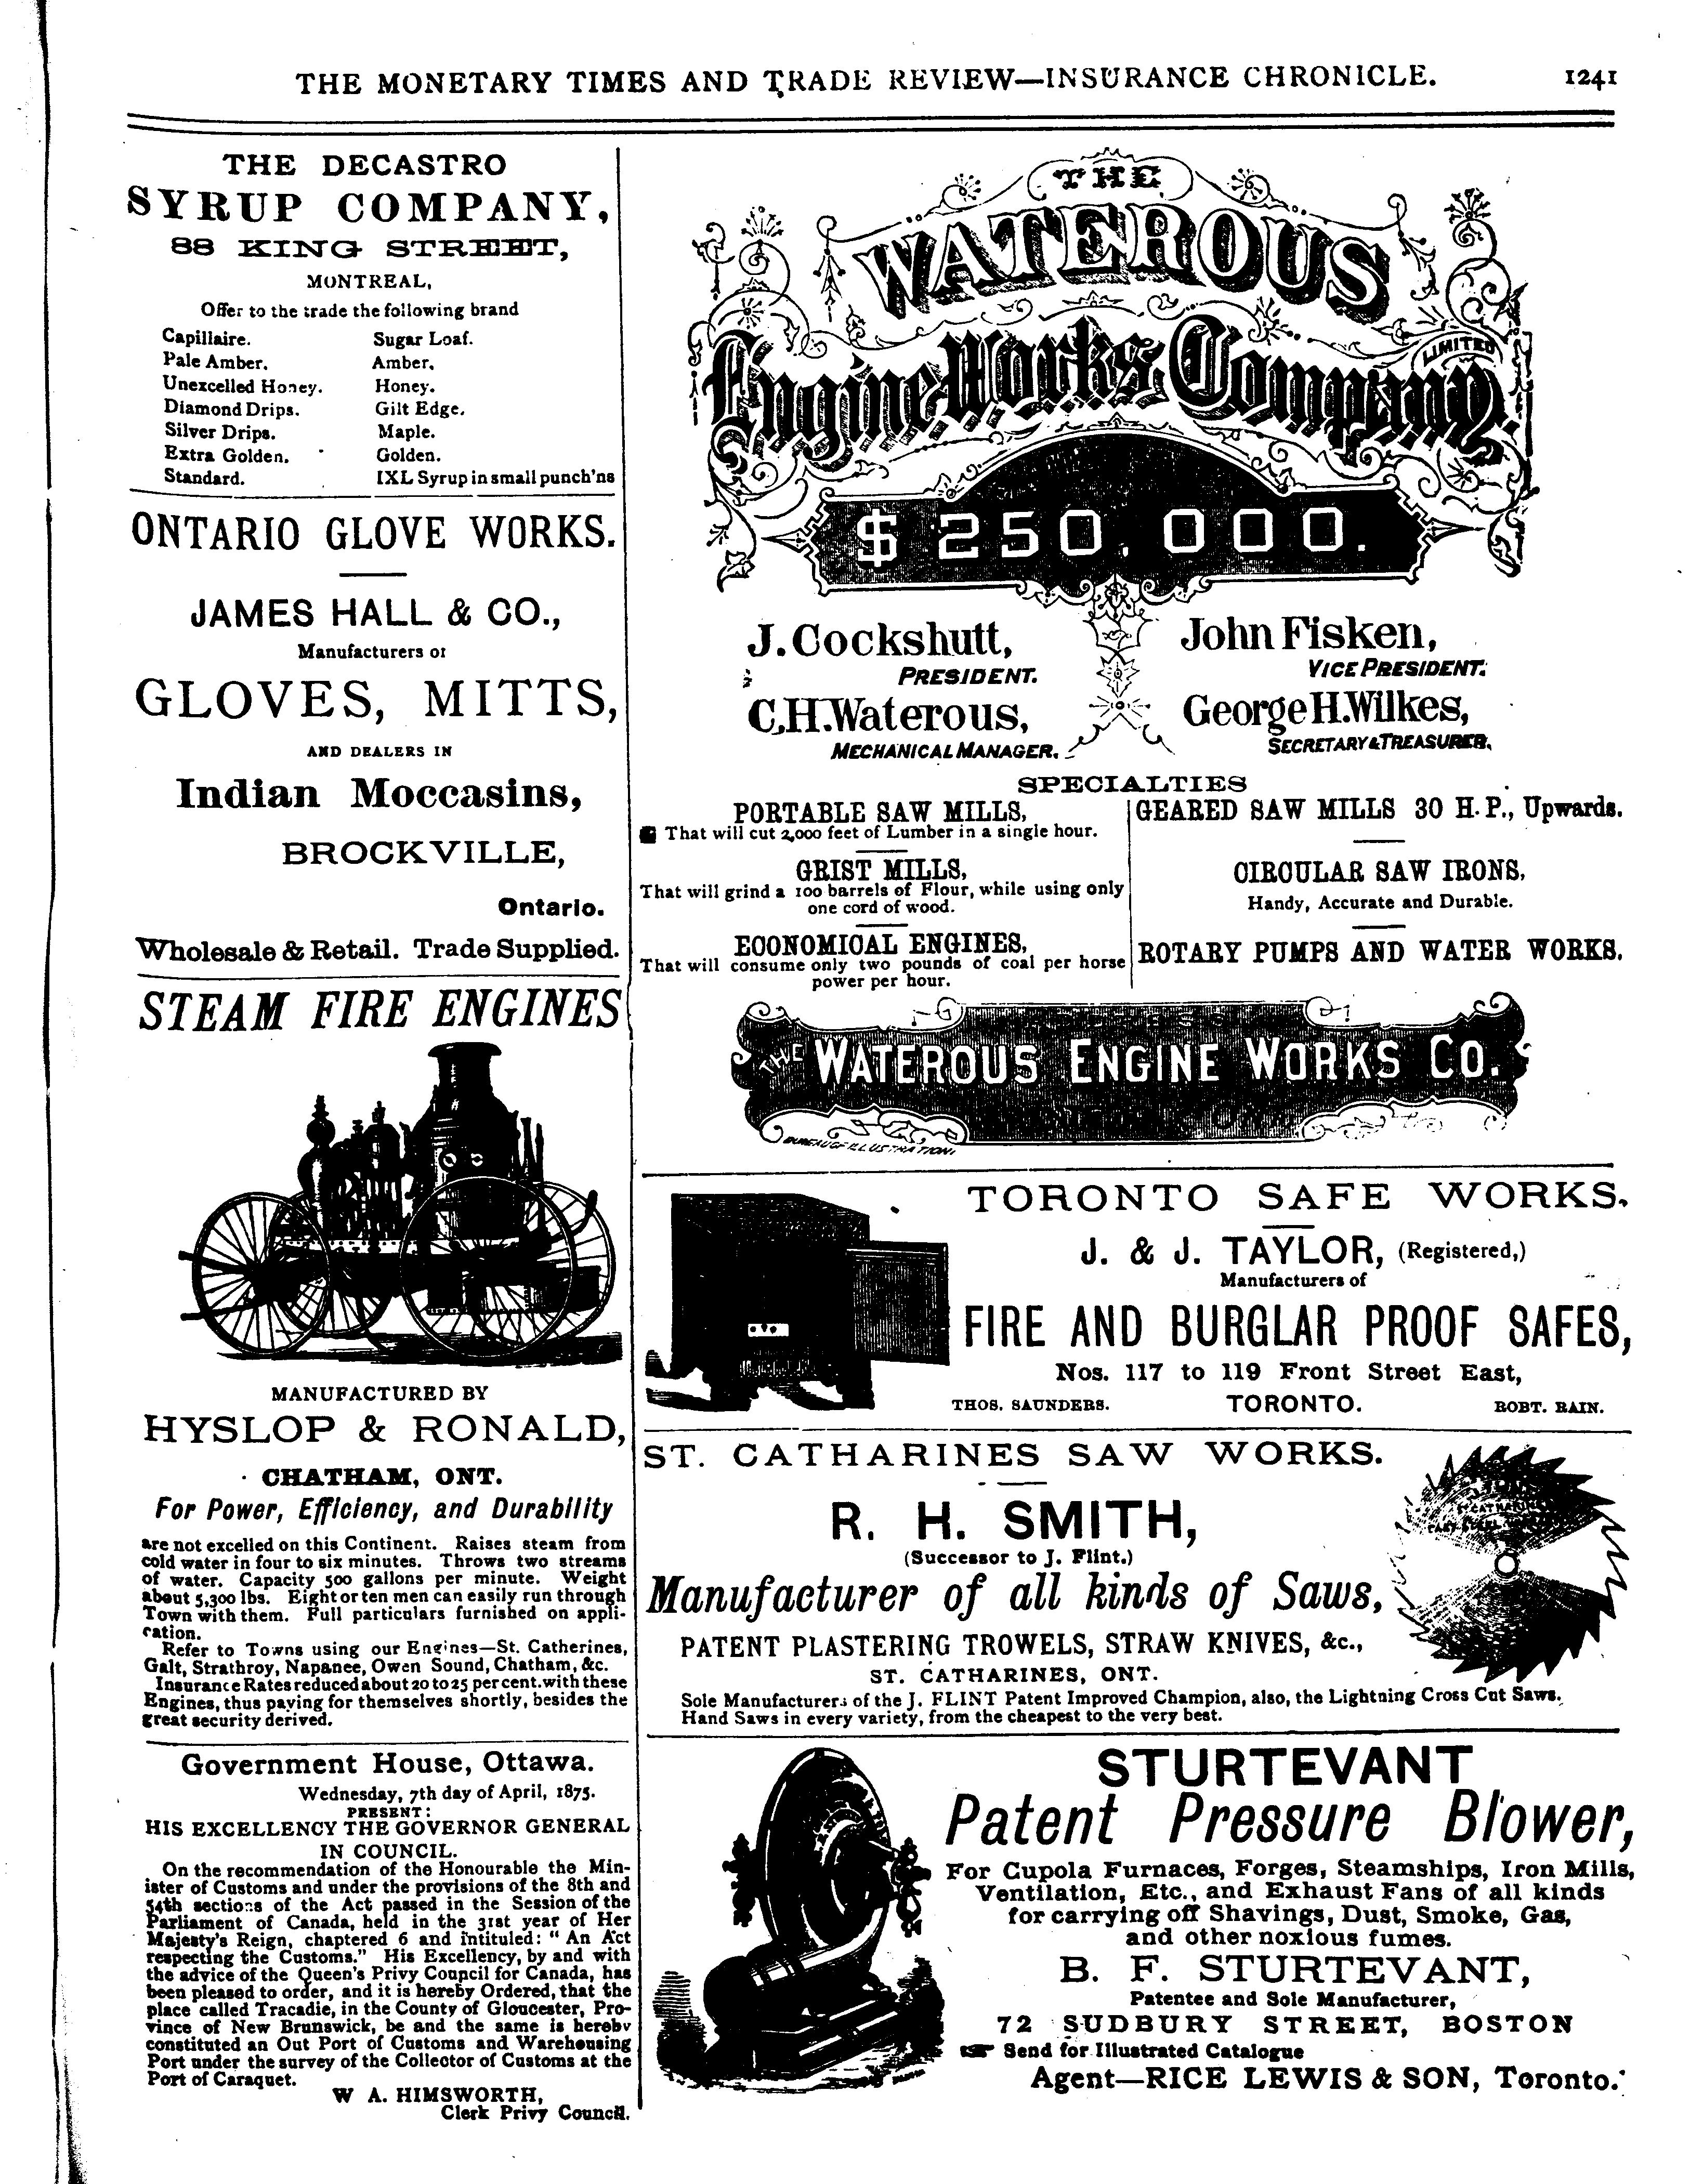 THE MONETARY TIMES AND TRADE REVIEW—INSURANCE CHRONICLE. 1241
THE DECASTRO
SYRUP COMPANY,
88 KING STREET,
MONTREAL,
Offer to the trade the following brand
Capillaire. Sugar Loaf.
Pale Amber. Amber.
Unexcelled Honey. Honey.
Diamond Drips. Gilt Edge.
Silver Drips. Maple.
Extra Golden. Golden.
Standard. IXL Syrup in small punch'ns
ONTARIO GLOVE WORKS.
JAMES HALL & CO.,
Manufacturers of
GLOVES, MITTS,
AND DEALERS IN
Indian Moccasins,
BROCKVILLE,
Ontario.
Wholesale & Retail. Trade Supplied.
STEAM FIRE ENGINES
MANUFACTURED BY
HYSLOP & RONALD,
CHATHAM, ONT.
For Power, Efficiency, and Durability
are not excelled on this Continent. Raises steam from
cold water in four to six minutes. Throws two streams
of water. Capacity 500 gallons per minute. Weight
about 5,300 lbs. Eight or ten men can easily run through
Town with them. Full particulars furnished on appli-
cation.
Refer to Towns using our Engines—St. Catherines,
Galt, Strathroy, Napanee, Owen Sound, Chatham, &c.
Insurance Rates reduced about 20 to 25 per cent. with these
Engines, thus paying for themselves shortly, besides the
great security derived.
Government House, Ottawa.
Wednesday, 7th day of April, 1875.
PRESENT:
HIS EXCELLENCY THE GOVERNOR GENERAL
IN COUNCIL.
On the recommendation of the Honourable the Min-
ister of Customs and under the provisions of the 8th and
54th sections of the Act passed in the Session of the
Parliament of Canada, held in the 31st year of Her
Majesty's Reign, chaptered 6 and intituled: "An Act
respecting the Customs." His Excellency, by and with
the advice of the Queen's Privy Council for Canada, has
been pleased to order, and it is hereby Ordered, that the
place called Tracadie, in the County of Gloucester, Pro-
vince of New Brunswick, be and the same is hereby
constituted an Out Port of Customs and Warehousing
Port under the survey of the Collector of Customs at the
Port of Caraquet.
W A. HIMSWORTH,
Clerk Privy Council.
THE
WATEROUS
Engine Works Company.
LIMITED
$250,000.
J. Cockshutt,
PRESIDENT.
John Fisken,
VICE PRESIDENT.
C.H. Waterous,
MECHANICAL MANAGER.
George H. Wilkes,
SECRETARY & TREASURER.
SPECIALTIES
PORTABLE SAW MILLS,
That will cut 2,000 feet of Lumber in a single hour.
GRIST MILLS,
That will grind a 100 barrels of Flour, while using only
one cord of wood.
ECONOMICAL ENGINES,
That will consume only two pounds of coal per horse
power per hour.
GEARED SAW MILLS 30 H.P., Upwards.
CIRCULAR SAW IRONS,
Handy, Accurate and Durable.
ROTARY PUMPS AND WATER WORKS.
THE WATEROUS ENGINE WORKS CO.
BUREAU OF ILLUSTRATION.
TORONTO SAFE WORKS.
J. & J. TAYLOR, (Registered,)
Manufacturers of
FIRE AND BURGLAR PROOF SAFES,
Nos. 117 to 119 Front Street East,
THOS. SAUNDERS. TORONTO. ROBT. BAIN.
ST. CATHARINES SAW WORKS.
R. H. SMITH,
(Successor to J. Flint.)
Manufacturer of all kinds of Saws,
PATENT PLASTERING TROWELS, STRAW KNIVES, &c.,
ST. CATHARINES, ONT.
Sole Manufacturers of the J. FLINT Patent Improved Champion, also, the Lightning Cross Cut Saws.
Hand Saws in every variety, from the cheapest to the very best.
STURTEVANT
Patent Pressure Blower,
For Cupola Furnaces, Forges, Steamships, Iron Mills,
Ventilation, Etc., and Exhaust Fans of all kinds
for carrying off Shavings, Dust, Smoke, Gas,
and other noxious fumes.
B. F. STURTEVANT,
Patentee and Sole Manufacturer,
72 SUDBURY STREET, BOSTON
☞ Send for Illustrated Catalogue
Agent—RICE LEWIS & SON, Toronto.